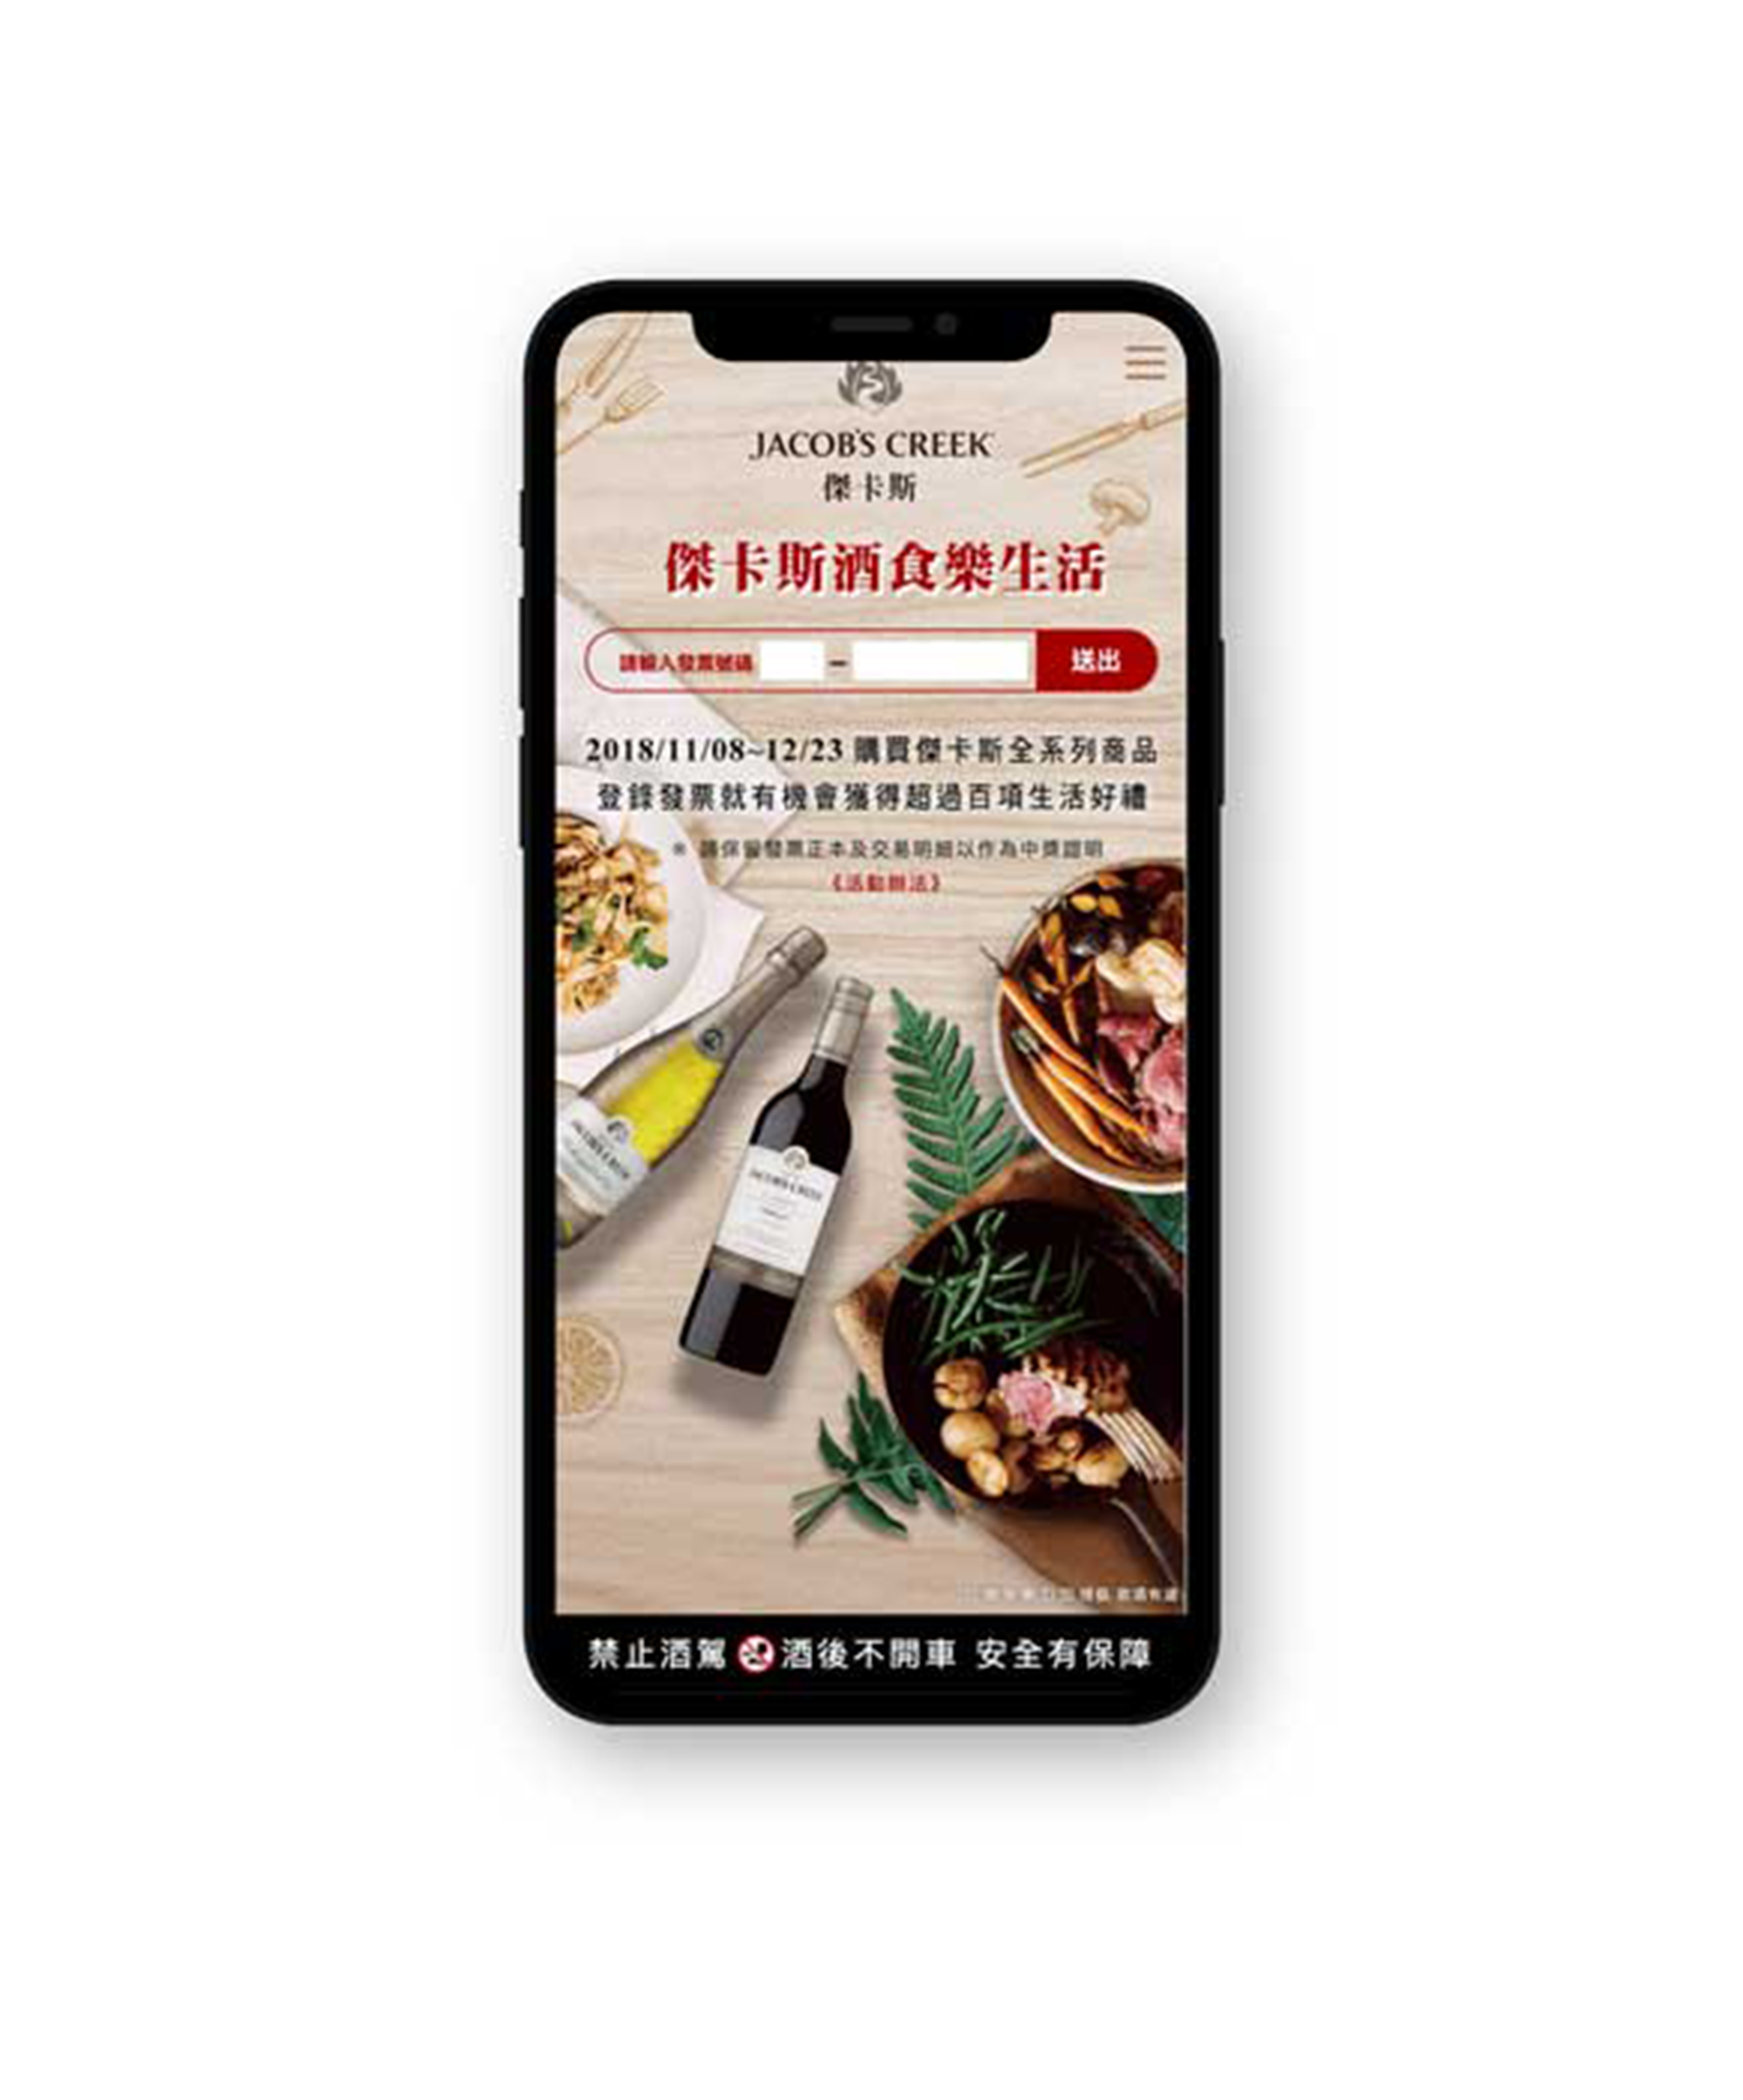 JACOB'S CREEK
傑卡斯
傑卡斯酒食樂生活
請輸入發票號碼 – 送出
2018/11/08~12/23 購買傑卡斯全系列商品
登錄發票就有機會獲得超過百項生活好禮
※ 請保留發票正本及交易明細以作為中獎證明
《活動辦法》
JACOB'S CREEK
JACOB'S CREEK
禁止酒駕 酒後不開車 安全有保障